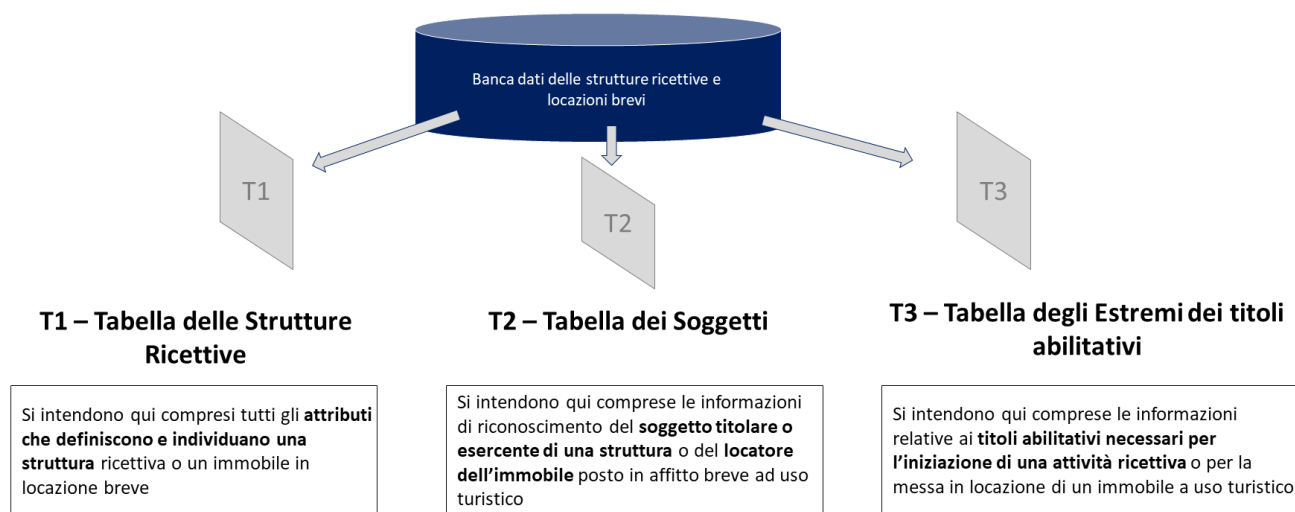 Banca dati delle strutture ricettive e
locazioni brevi
T1
T2
T3
T1 – Tabella delle Strutture
Ricettive
Si intendono qui compresi tutti gli attributi
che definiscono e individuano una
struttura ricettiva o un immobile in
locazione breve
T2 – Tabella dei Soggetti
Si intendono qui comprese le informazioni
di riconoscimento del soggetto titolare o
esercente di una struttura o del locatore
dell’immobile posto in affitto breve ad uso
turistico
T3 – Tabella degli Estremi dei titoli
abilitativi
Si intendono qui comprese le informazioni
relative ai titoli abilitativi necessari per
l’iniziazione di una attività ricettiva o per la
messa in locazione di un immobile a uso turistico